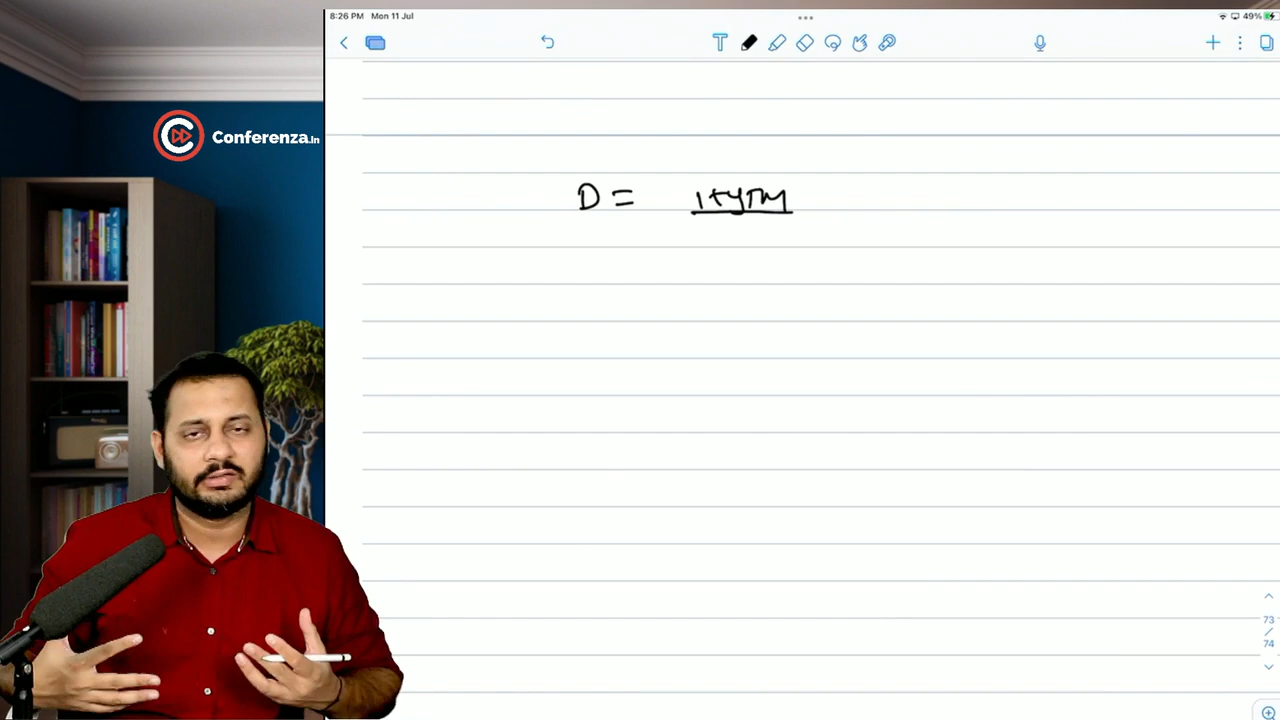 8:26 PM Mon 11 Jul
49%
Conferenza.in
D = 1+YTM
73
/
74